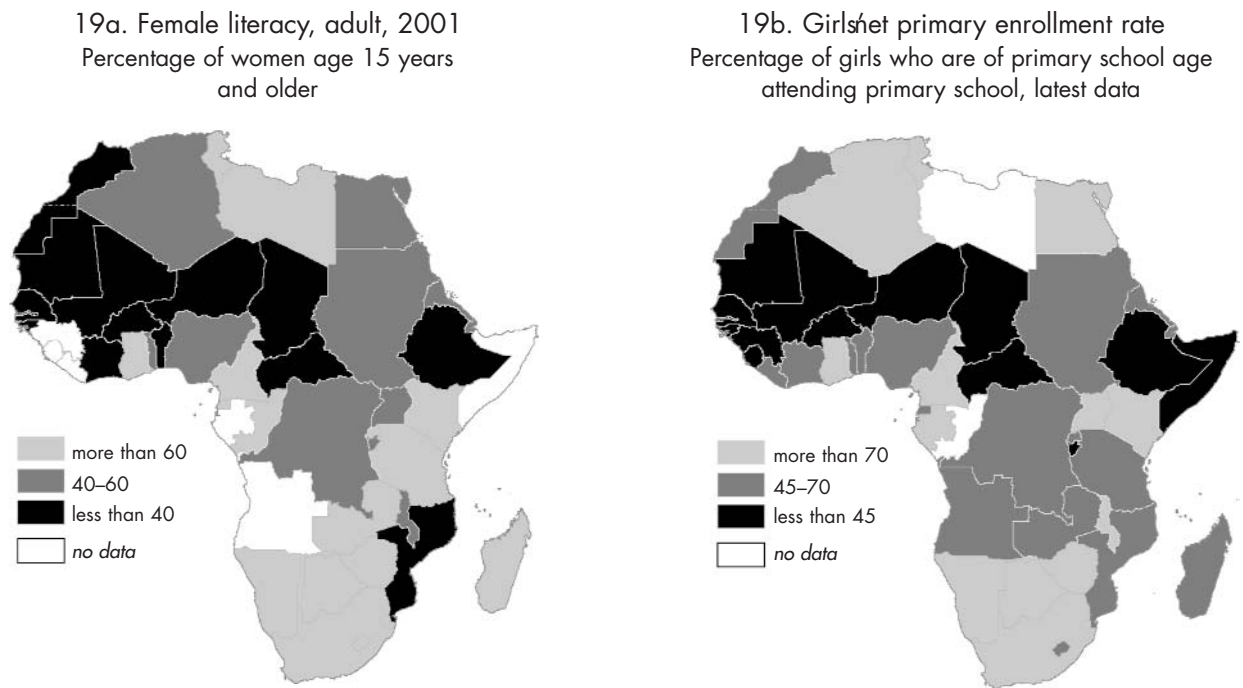 19a. Female literacy, adult, 2001
Percentage of women age 15 years
and older
more than 60
40–60
less than 40
no data
19b. Girlsńet primary enrollment rate
Percentage of girls who are of primary school age
attending primary school, latest data
more than 70
45–70
less than 45
no data